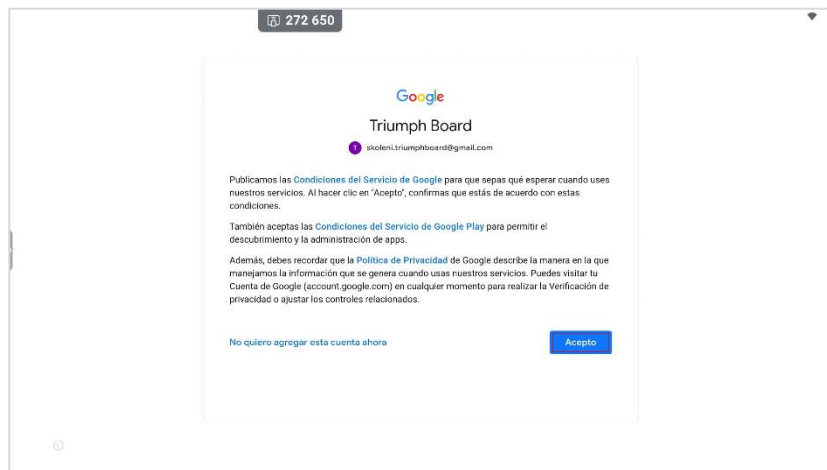 272 650
Google
Triumph Board
T skoleni.triumphboard@gmail.com
Publicamos las Condiciones del Servicio de Google para que sepas qué esperar cuando uses
nuestros servicios. Al hacer clic en "Acepto", confirmas que estás de acuerdo con estas
condiciones.
También aceptas las Condiciones del Servicio de Google Play para permitir el
descubrimiento y la administración de apps.
Además, debes recordar que la Política de Privacidad de Google describe la manera en la que
manejamos la información que se genera cuando usas nuestros servicios. Puedes visitar tu
Cuenta de Google (account.google.com) en cualquier momento para realizar la Verificación de
privacidad o ajustar los controles relacionados.
No quiero agregar esta cuenta ahora
Acepto